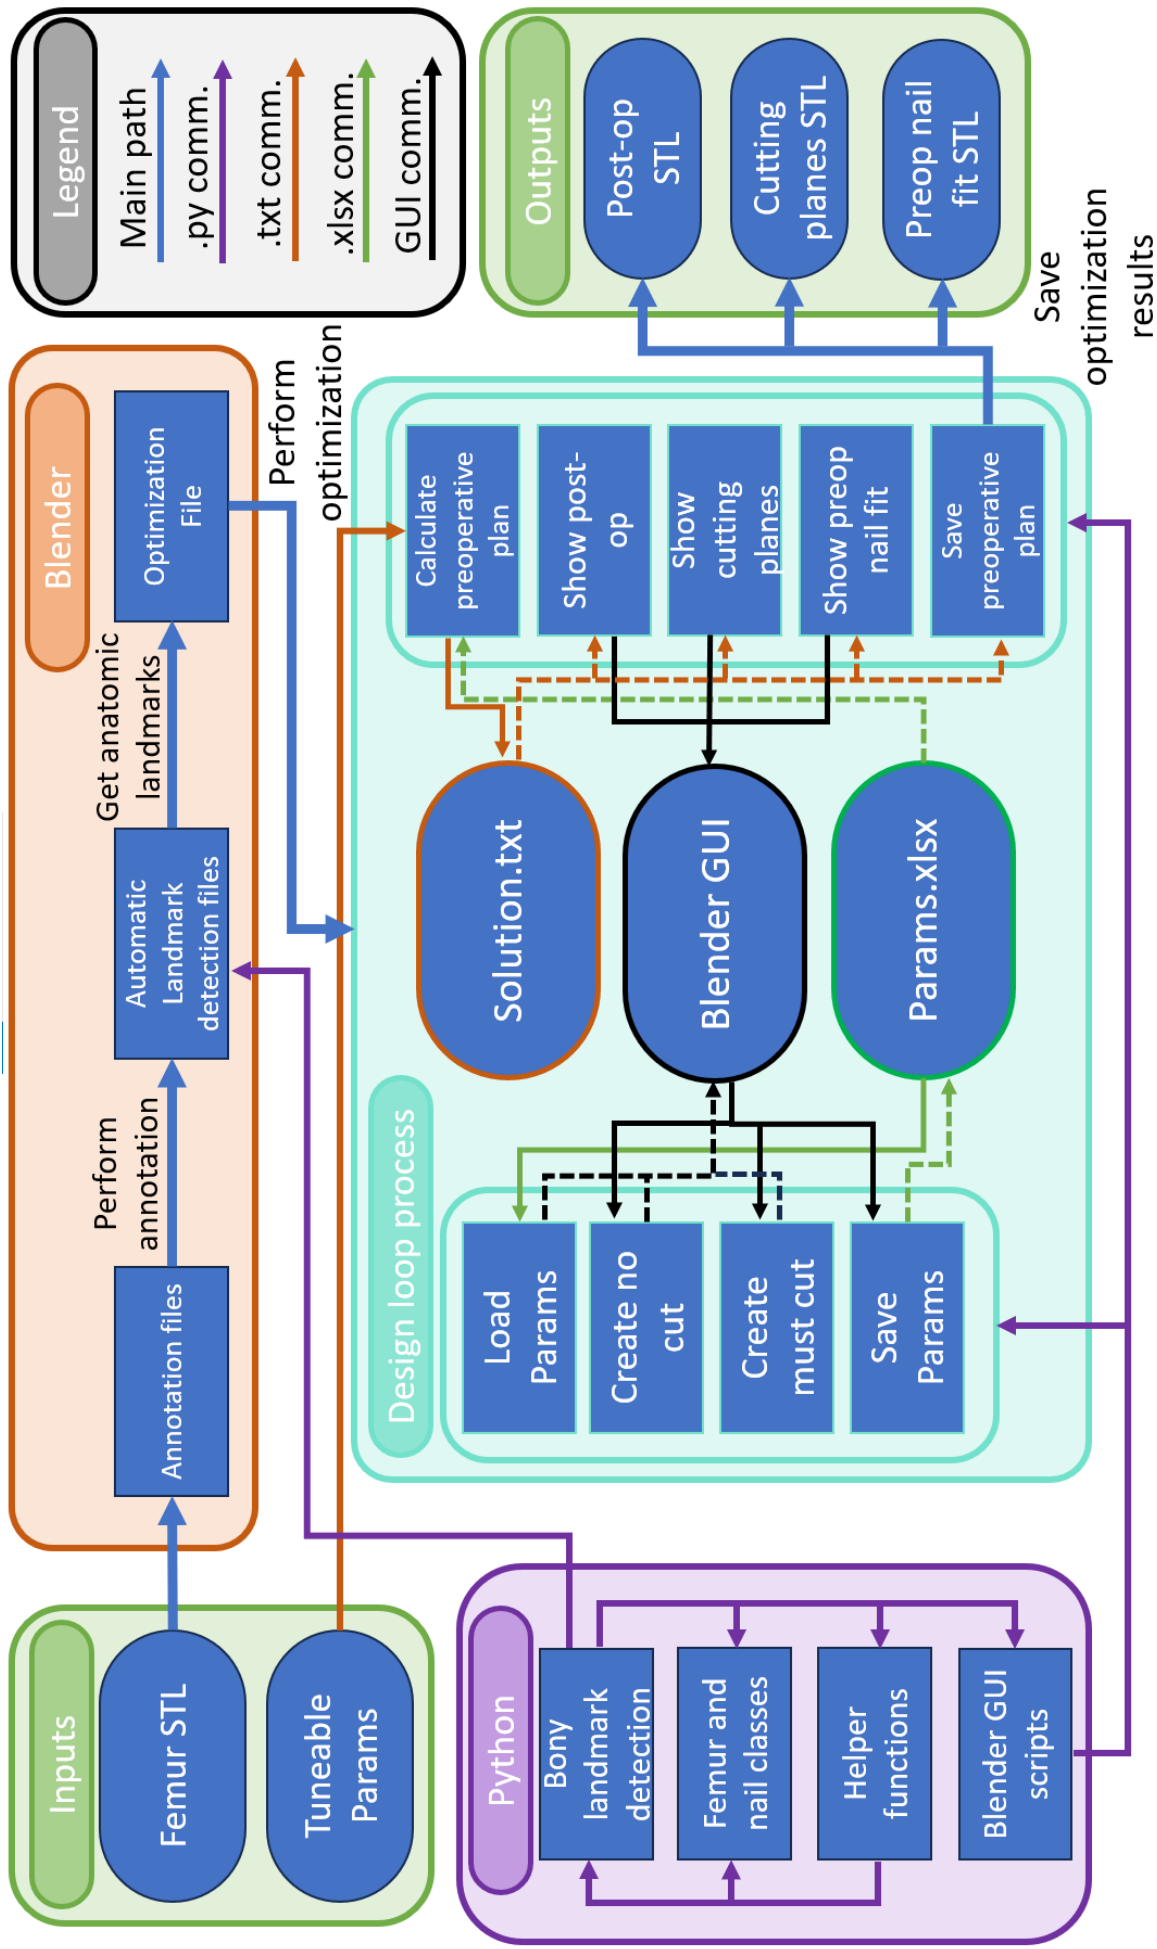 Inputs
Femur STL
Tuneable
Params
Blender
Annotation files
Perform
annotation
Automatic
Landmark
detection files
Get anatomic
landmarks
Optimization
File
Perform
optimization
Legend
Main path
.py comm.
.txt comm.
.xlsx comm.
GUI comm.
Python
Bony
landmark
detection
Femur and
nail classes
Helper
functions
Blender GUI
scripts
Design loop process
Load
Params
Create no
cut
Create
must cut
Save
Params
Solution.txt
Blender GUI
Params.xlsx
Calculate
preoperative
plan
Show post-
op
Show
cutting
planes
Show preop
nail fit
Save
preoperative
plan
Save
optimization
results
Outputs
Post-op
STL
Cutting
planes STL
Preop nail
fit STL